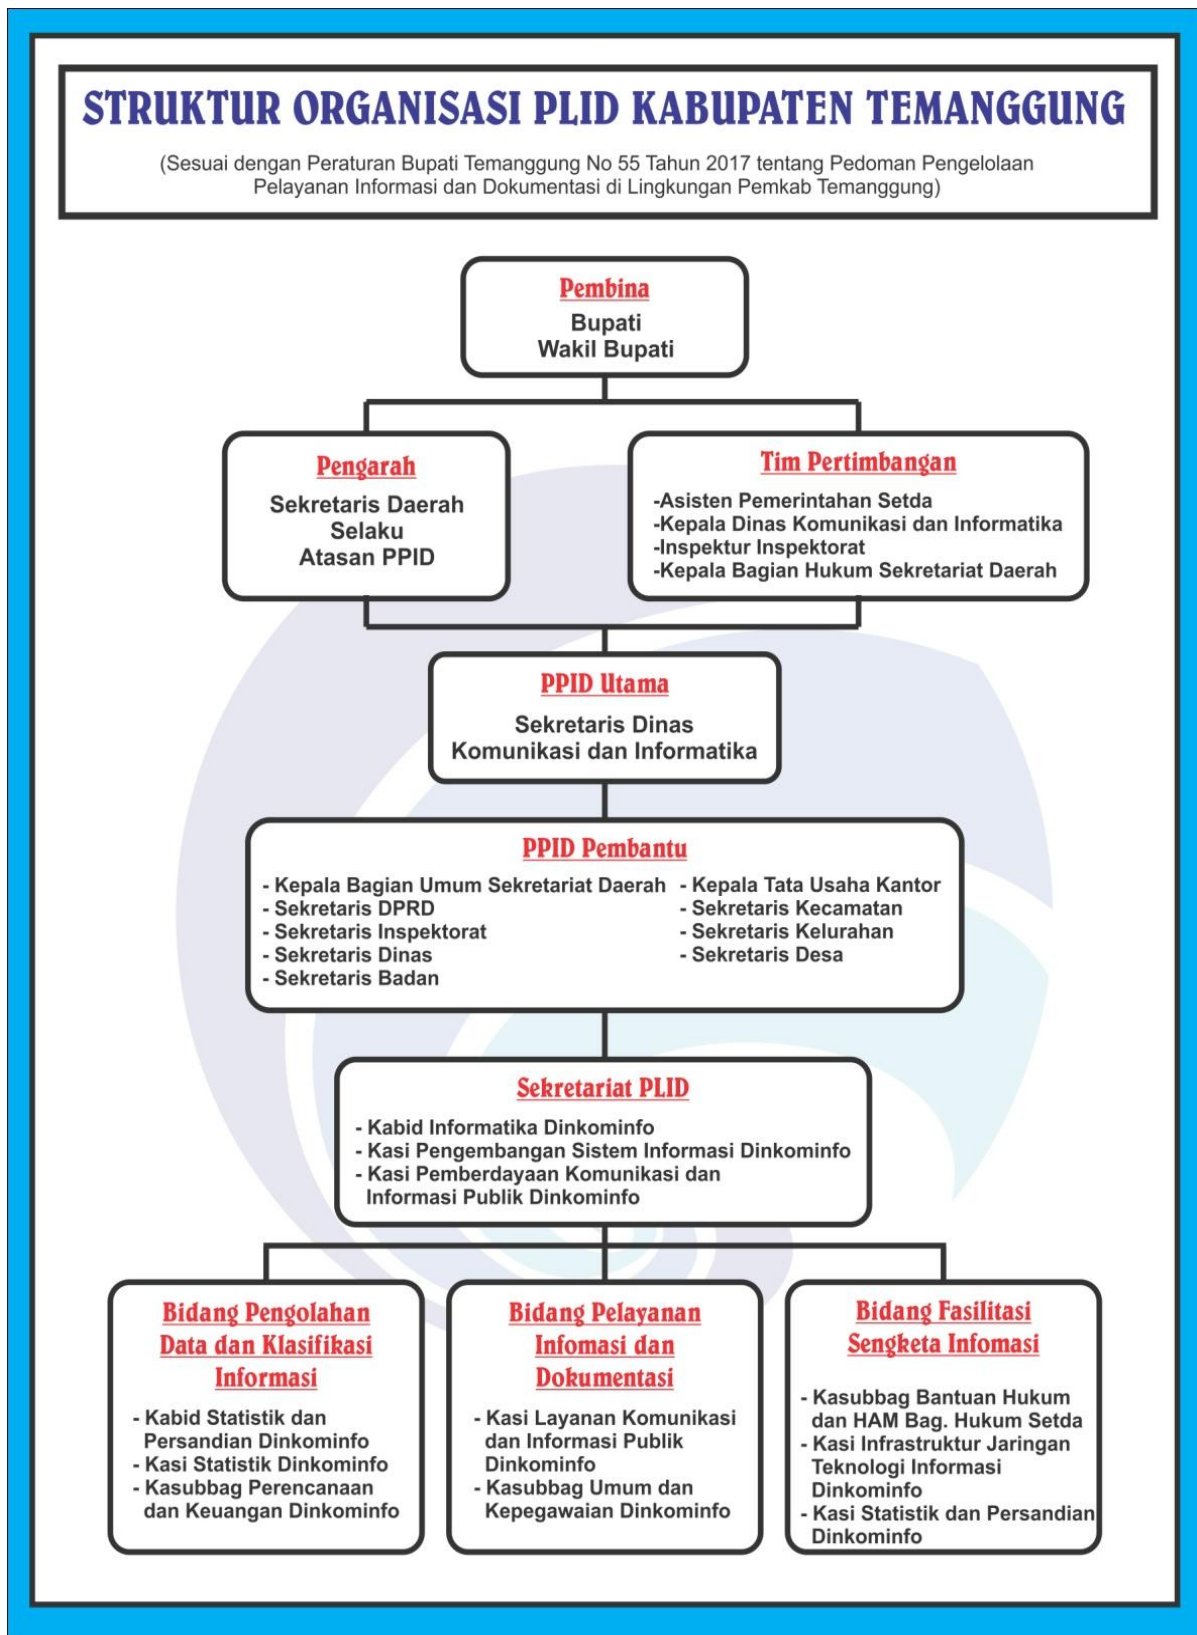 STRUKTUR ORGANISASI PLID KABUPATEN TEMANGGUNG
(Sesuai dengan Peraturan Bupati Temanggung No 55 Tahun 2017 tentang Pedoman Pengelolaan
Pelayanan Informasi dan Dokumentasi di Lingkungan Pemkab Temanggung)
Pembina
Bupati
Wakil Bupati
Pengarah
Sekretaris Daerah
Selaku
Atasan PPID
Tim Pertimbangan
-Asisten Pemerintahan Setda
-Kepala Dinas Komunikasi dan Informatika
-Inspektur Inspektorat
-Kepala Bagian Hukum Sekretariat Daerah
PPID Utama
Sekretaris Dinas
Komunikasi dan Informatika
PPID Pembantu
- Kepala Bagian Umum Sekretariat Daerah
- Sekretaris DPRD
- Sekretaris Inspektorat
- Sekretaris Dinas
- Sekretaris Badan
- Kepala Tata Usaha Kantor
- Sekretaris Kecamatan
- Sekretaris Kelurahan
- Sekretaris Desa
Sekretariat PLID
- Kabid Informatika Dinkominfo
- Kasi Pengembangan Sistem Informasi Dinkominfo
- Kasi Pemberdayaan Komunikasi dan
Informasi Publik Dinkominfo
Bidang Pengolahan
Data dan Klasifikasi
Informasi
- Kabid Statistik dan
Persandian Dinkominfo
- Kasi Statistik Dinkominfo
- Kasubbag Perencanaan
dan Keuangan Dinkominfo
Bidang Pelayanan
Infomasi dan
Dokumentasi
- Kasi Layanan Komunikasi
dan Informasi Publik
Dinkominfo
- Kasubbag Umum dan
Kepegawaian Dinkominfo
Bidang Fasilitasi
Sengketa Infomasi
- Kasubbag Bantuan Hukum
dan HAM Bag. Hukum Setda
- Kasi Infrastruktur Jaringan
Teknologi Informasi
Dinkominfo
- Kasi Statistik dan Persandian
Dinkominfo